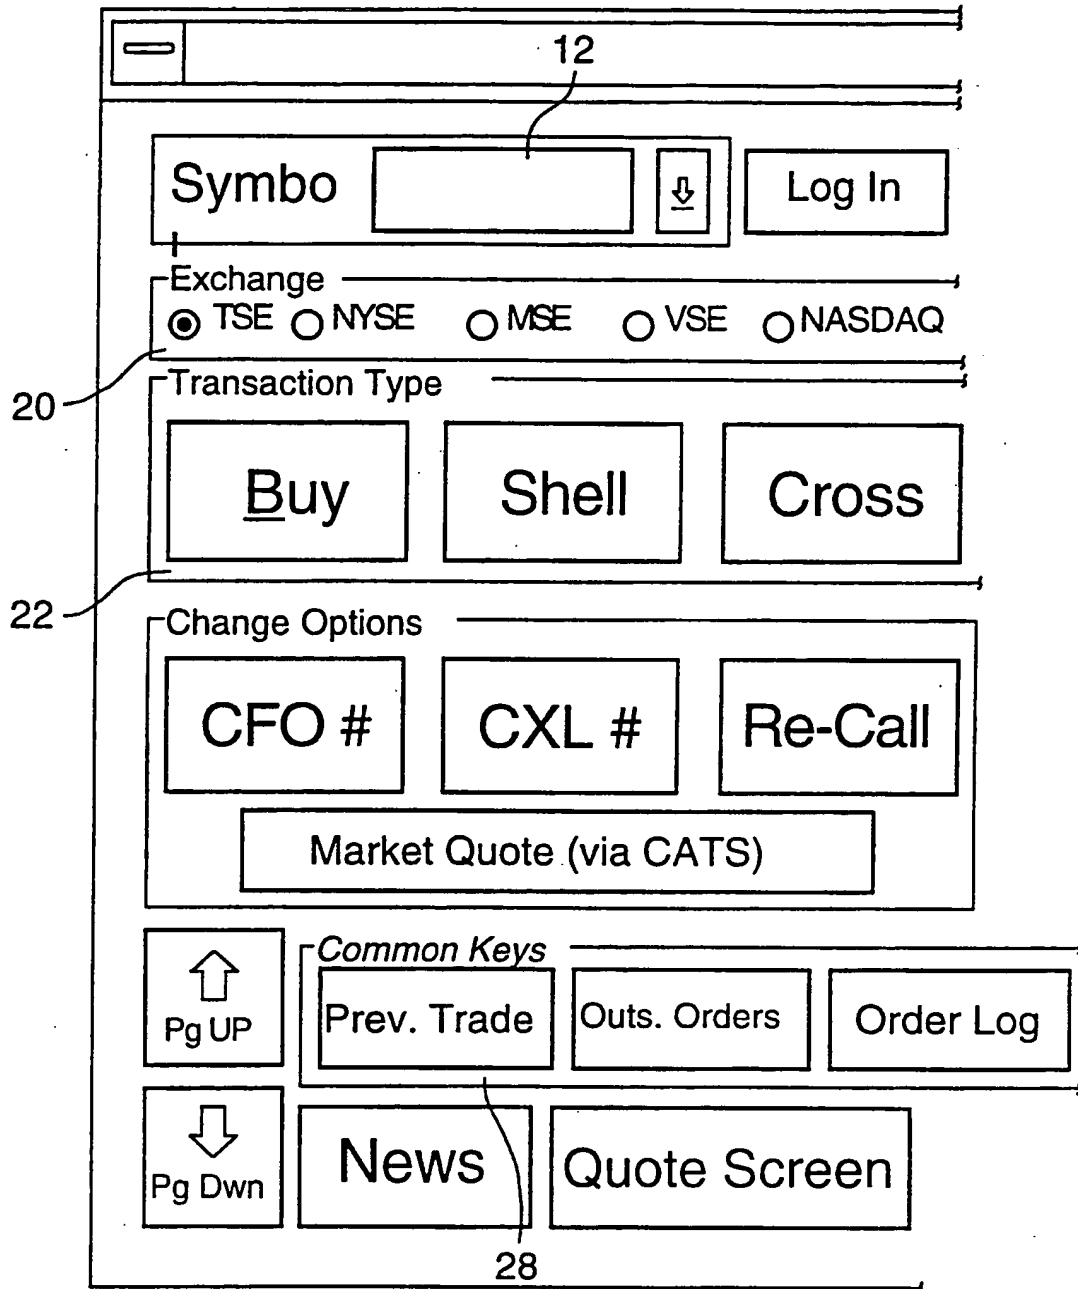 12
Symbo
l
Log In
Exchange
TSE NYSE MSE VSE NASDAQ
20
Transaction Type
Buy Shell Cross
22
Change Options
CFO # CXL # Re-Call
Market Quote (via CATS)
Pg UP
Common Keys
Prev. Trade Outs. Orders Order Log
Pg Dwn
News Quote Screen
28